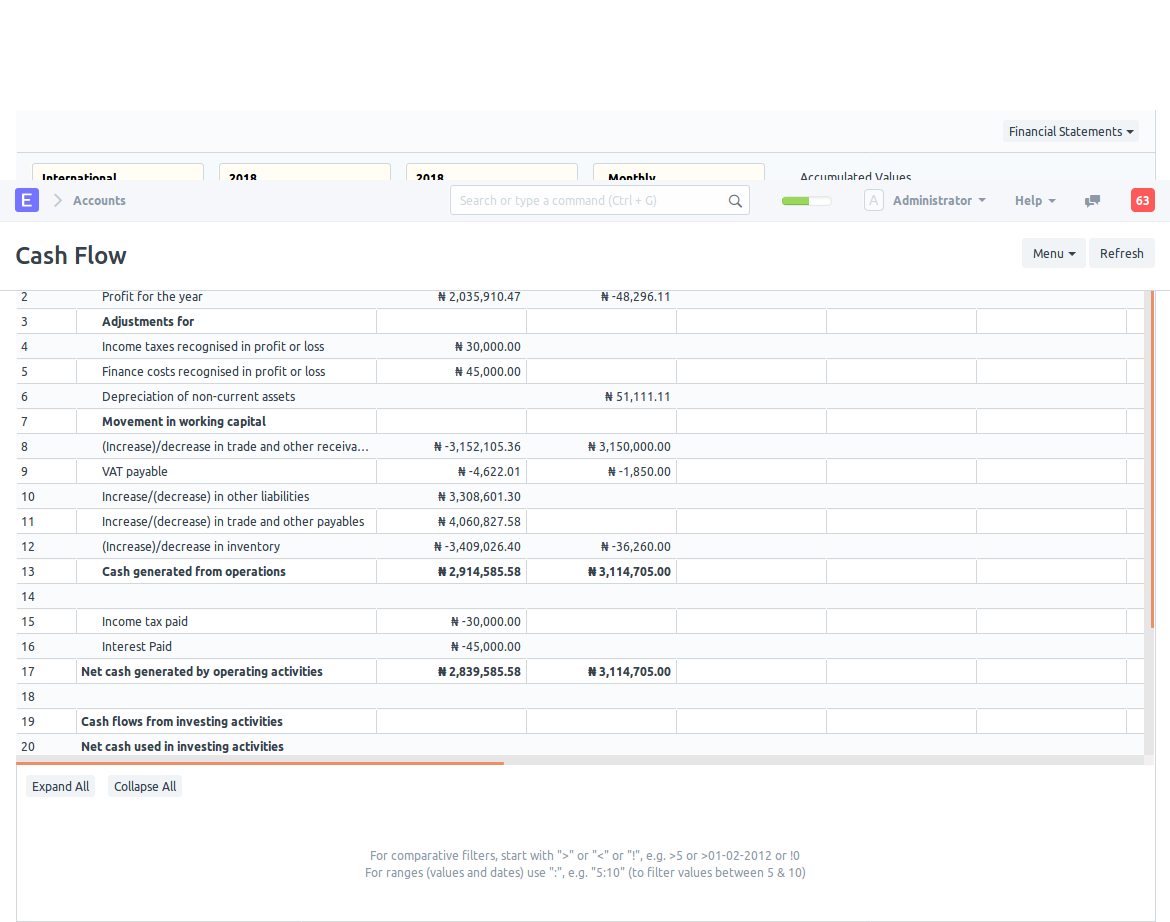 Financial Statements
International 2018 2018 Monthly Accumulated Values
E Accounts Search or type a command (Ctrl + G) A Administrator Help 63
Cash Flow Menu Refresh
2 Profit for the year ₦ 2,035,910.47 ₦ -48,296.11
3 Adjustments for
4 Income taxes recognised in profit or loss ₦ 30,000.00
5 Finance costs recognised in profit or loss ₦ 45,000.00
6 Depreciation of non-current assets ₦ 51,111.11
7 Movement in working capital
8 (Increase)/decrease in trade and other receiva... ₦ -3,152,105.36 ₦ 3,150,000.00
9 VAT payable ₦ -4,622.01 ₦ -1,850.00
10 Increase/(decrease) in other liabilities ₦ 3,308,601.30
11 Increase/(decrease) in trade and other payables ₦ 4,060,827.58
12 (Increase)/decrease in inventory ₦ -3,409,026.40 ₦ -36,260.00
13 Cash generated from operations ₦ 2,914,585.58 ₦ 3,114,705.00
14
15 Income tax paid ₦ -30,000.00
16 Interest Paid ₦ -45,000.00
17 Net cash generated by operating activities ₦ 2,839,585.58 ₦ 3,114,705.00
18
19 Cash flows from investing activities
20 Net cash used in investing activities
Expand All Collapse All
For comparative filters, start with ">" or "<" or "!", e.g. >5 or >01-02-2012 or !0
For ranges (values and dates) use ":", e.g. "5:10" (to filter values between 5 & 10)